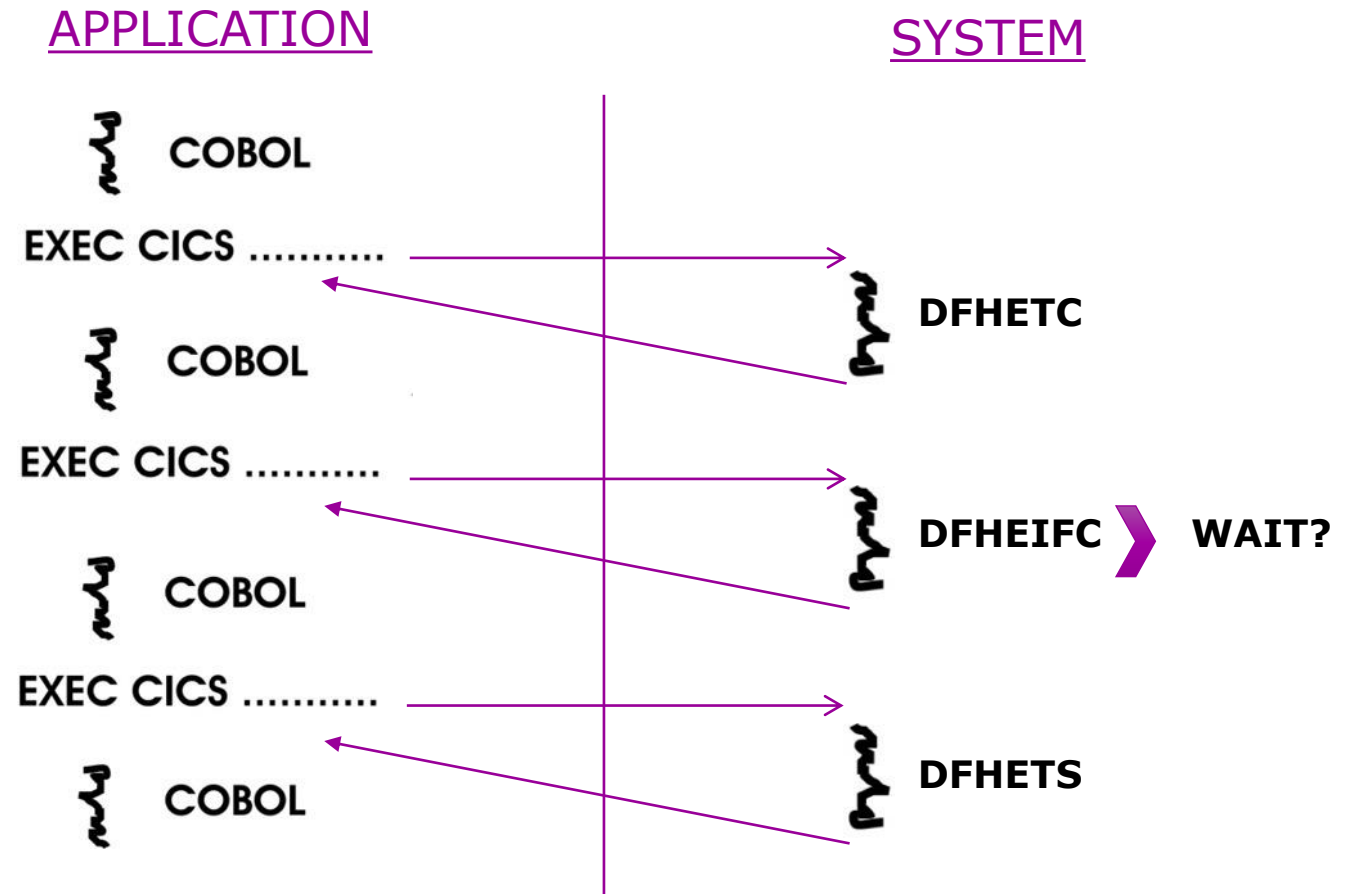 APPLICATION
SYSTEM
COBOL
EXEC CICS ...........
DFHETC
COBOL
EXEC CICS ...........
DFHEIFC
WAIT?
COBOL
EXEC CICS ...........
DFHETS
COBOL